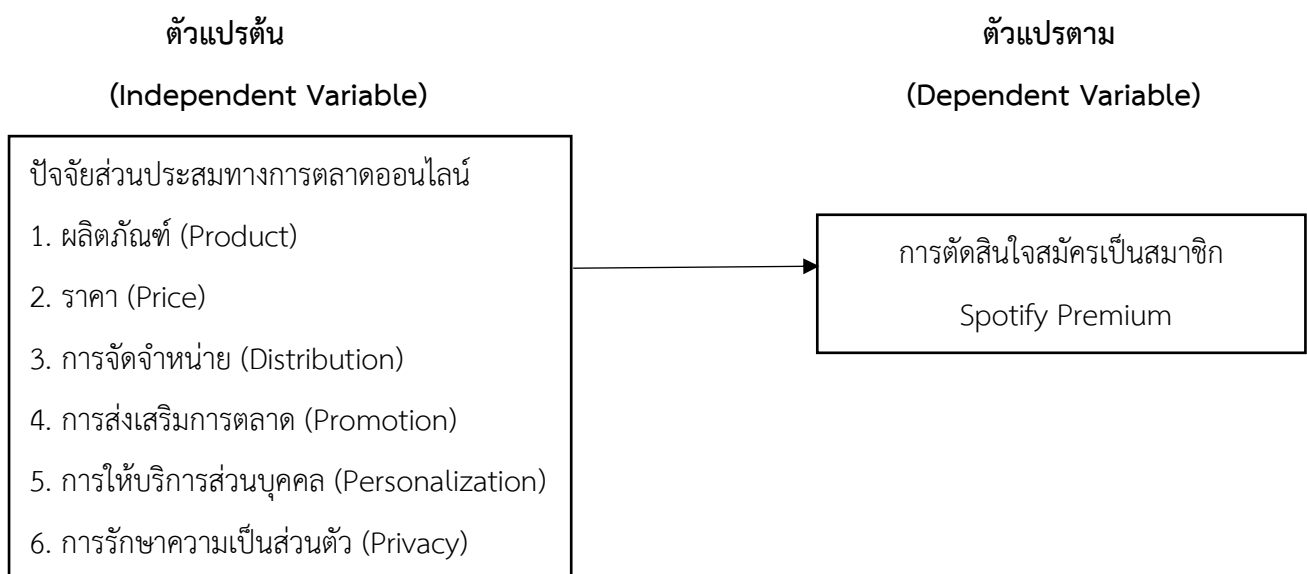 ตัวแปรต้น
(Independent Variable)
ตัวแปรตาม
(Dependent Variable)
ปัจจัยส่วนประสมทางการตลาดออนไลน์
1. ผลิตภัณฑ์ (Product)
2. ราคา (Price)
3. การจัดจำหน่าย (Distribution)
4. การส่งเสริมการตลาด (Promotion)
5. การให้บริการส่วนบุคคล (Personalization)
6. การรักษาความเป็นส่วนตัว (Privacy)
การตัดสินใจสมัครเป็นสมาชิก
Spotify Premium